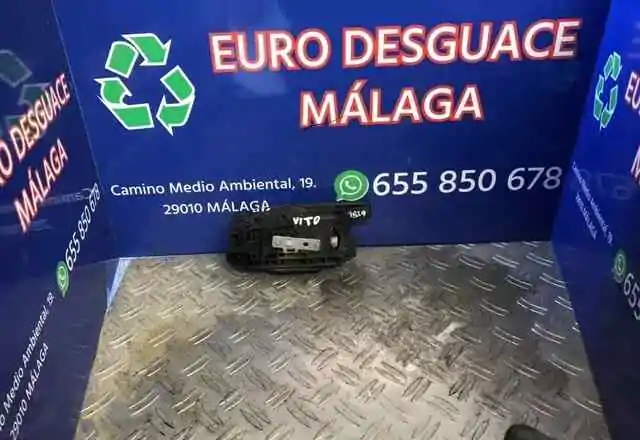 EURO DESGUACE
MÁLAGA
Camino Medio Ambiental, 19.
29010 MÁLAGA
655 850 678
VITO
EURO DESGUACE
MÁLAGA
655 850 678
Camino Medio Ambiental, 19.
29010 MÁLAGA